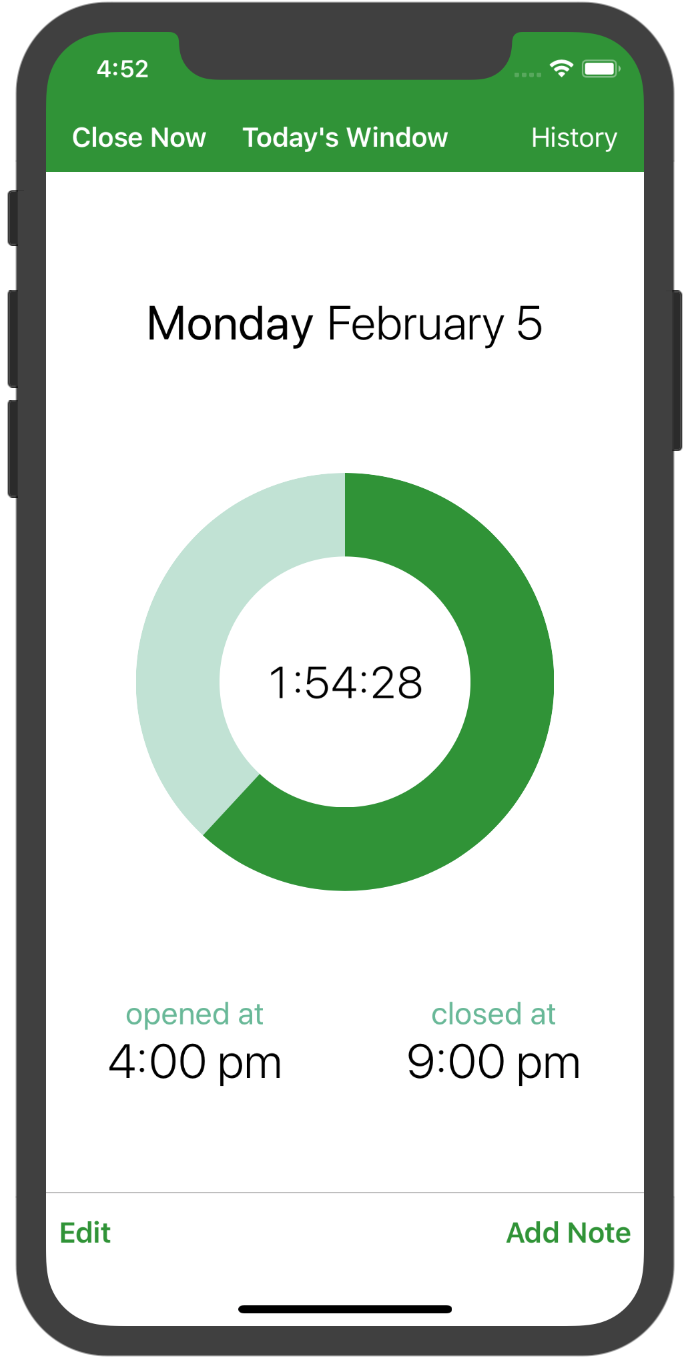 4:52
Close Now Today's Window History
Monday February 5
1:54:28
opened at closed at
4:00 pm 9:00 pm
Edit Add Note